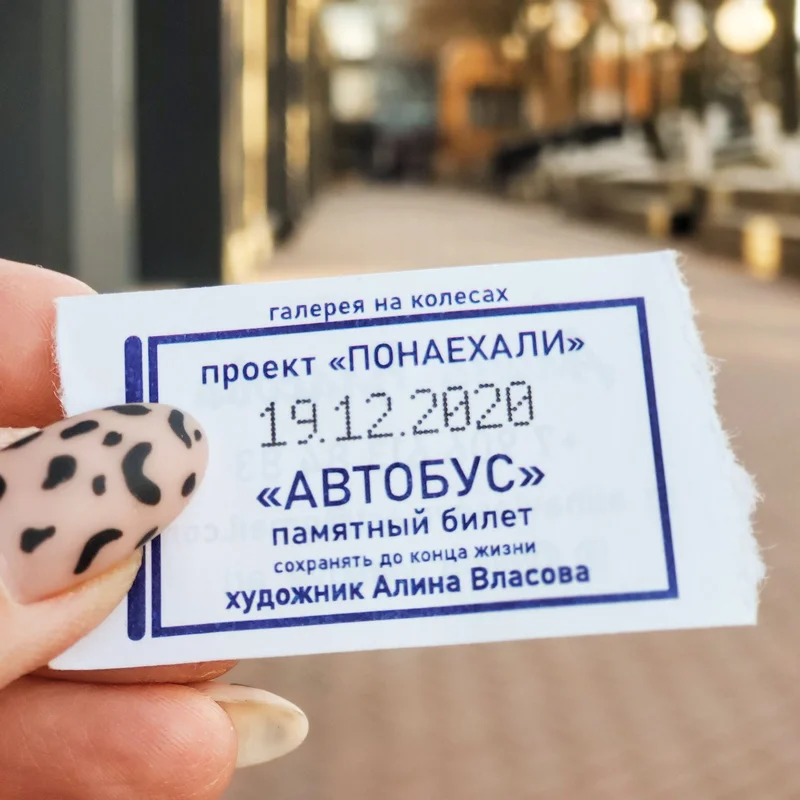 галерея на колесах
проект «ПОНАЕХАЛИ»
19.12.2020
«АВТОБУС»
памятный билет
сохранять до конца жизни
художник Алина Власова